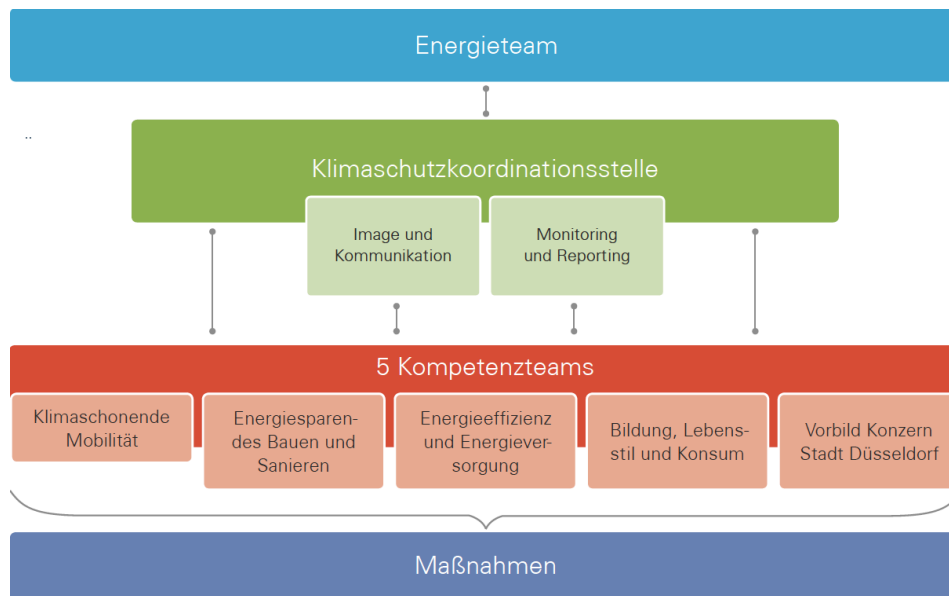 Energieteam
..
Klimaschutzkoordinationsstelle
Image und
Kommunikation
Monitoring
und Reporting
5 Kompetenzteams
Klimaschonende
Mobilität
Energiesparen-
des Bauen und
Sanieren
Energieeffizienz
und Energiever-
sorgung
Bildung, Lebens-
stil und Konsum
Vorbild Konzern
Stadt Düsseldorf
Maßnahmen